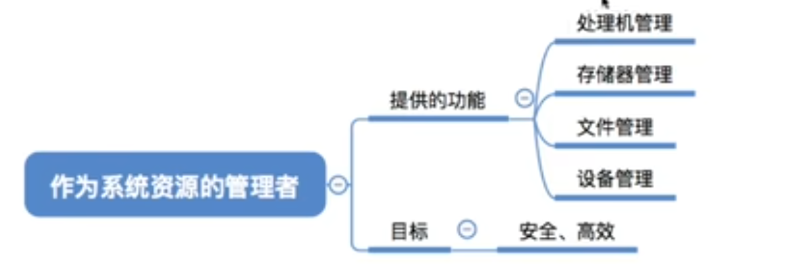 作为系统资源的管理者
提供的功能
处理机管理
存储器管理
文件管理
设备管理
目标
安全、高效